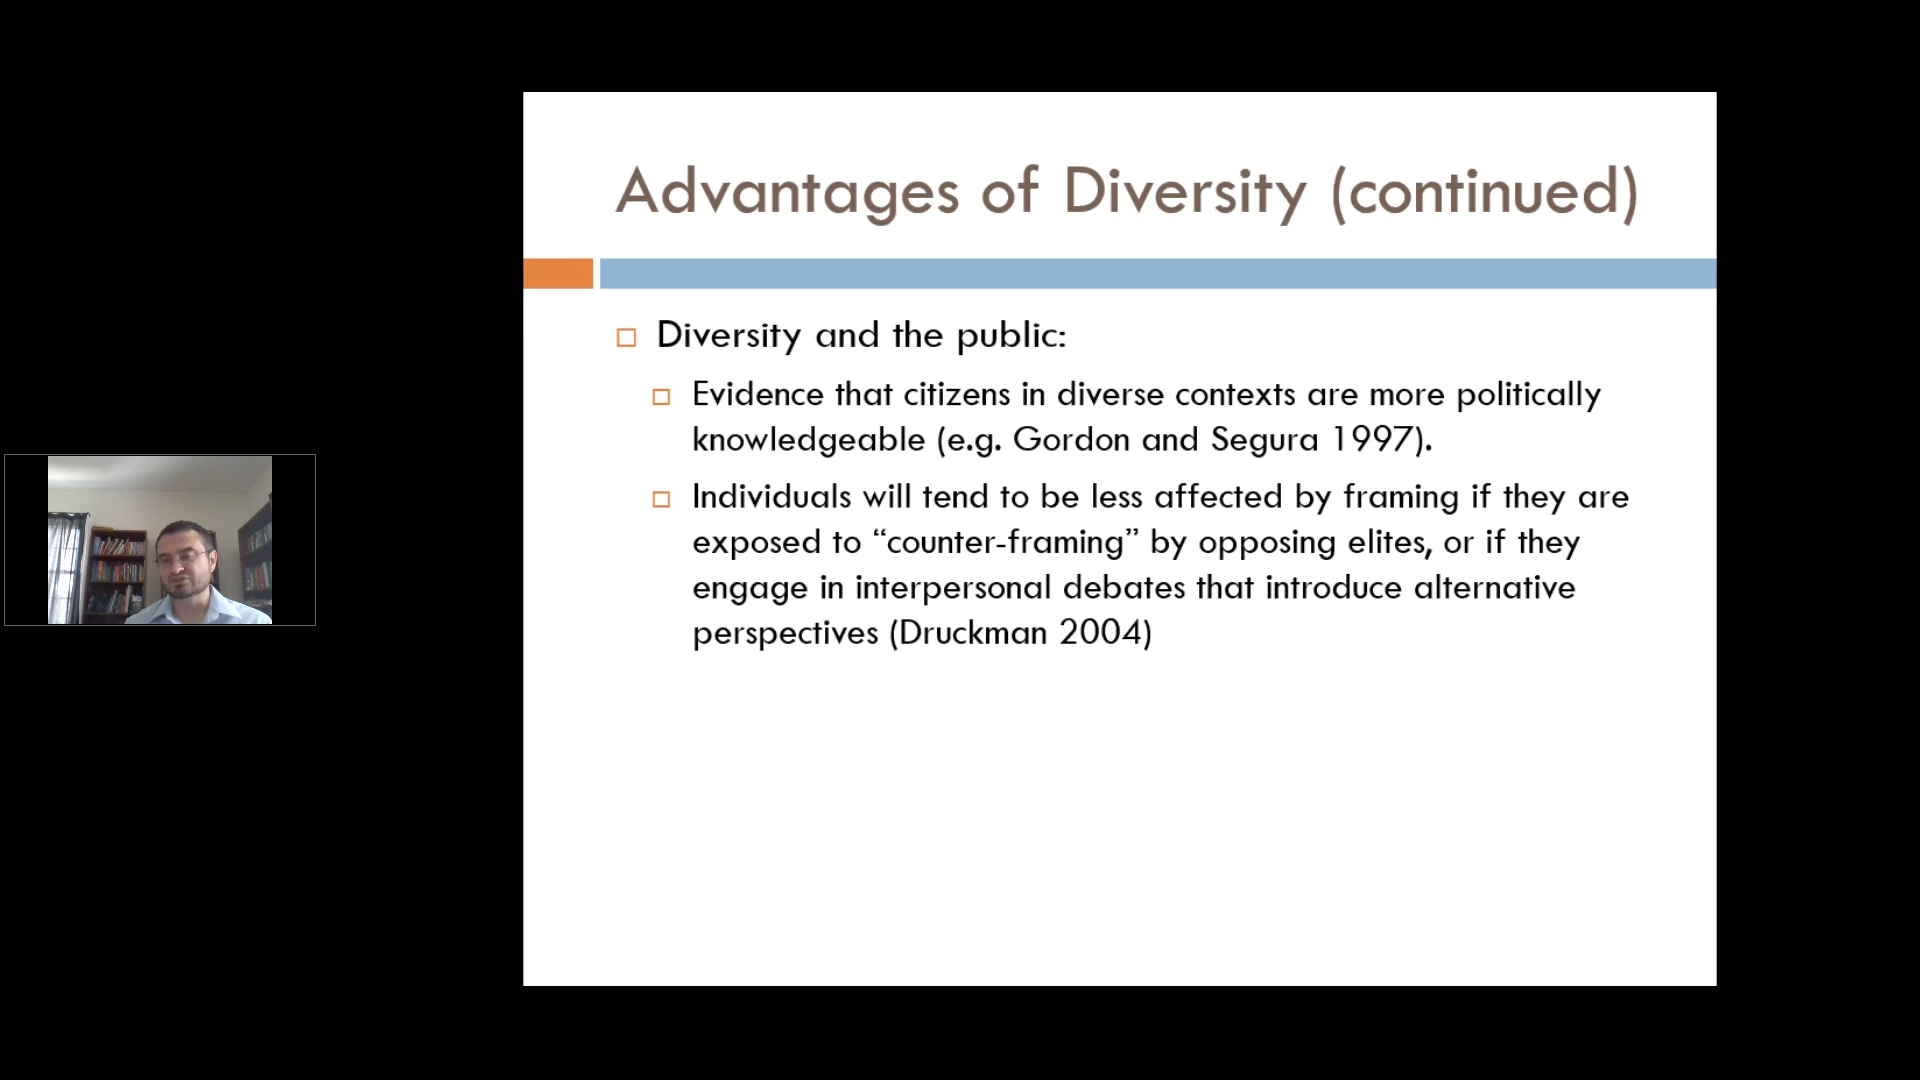 Advantages of Diversity (continued)
Diversity and the public:
Evidence that citizens in diverse contexts are more politically
knowledgeable (e.g. Gordon and Segura 1997).
Individuals will tend to be less affected by framing if they are
exposed to “counter-framing” by opposing elites, or if they
engage in interpersonal debates that introduce alternative
perspectives (Druckman 2004)